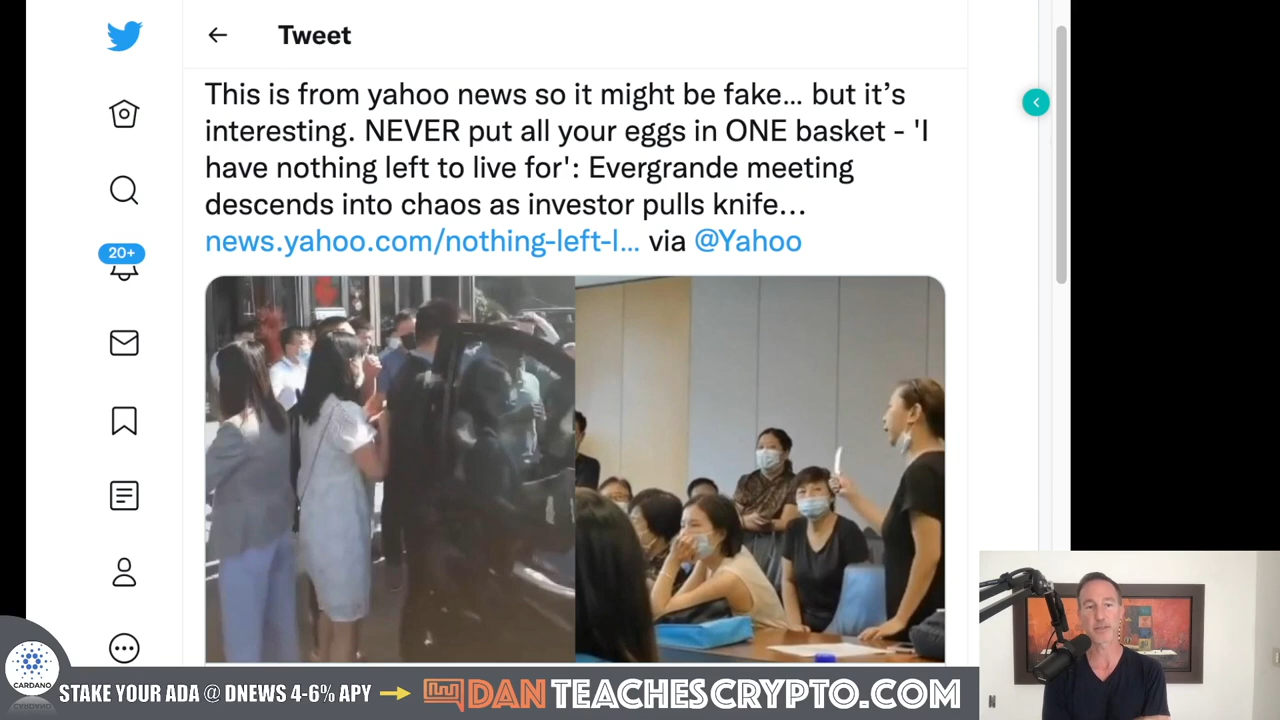 Tweet
This is from yahoo news so it might be fake... but it's
interesting. NEVER put all your eggs in ONE basket - 'I
have nothing left to live for': Evergrande meeting
descends into chaos as investor pulls knife...
news.yahoo.com/nothing-left-l... via @Yahoo
20+
CARDANO
STAKE YOUR ADA @ DNEWS 4-6% APY
DANTEACHESCRYPTO.COM